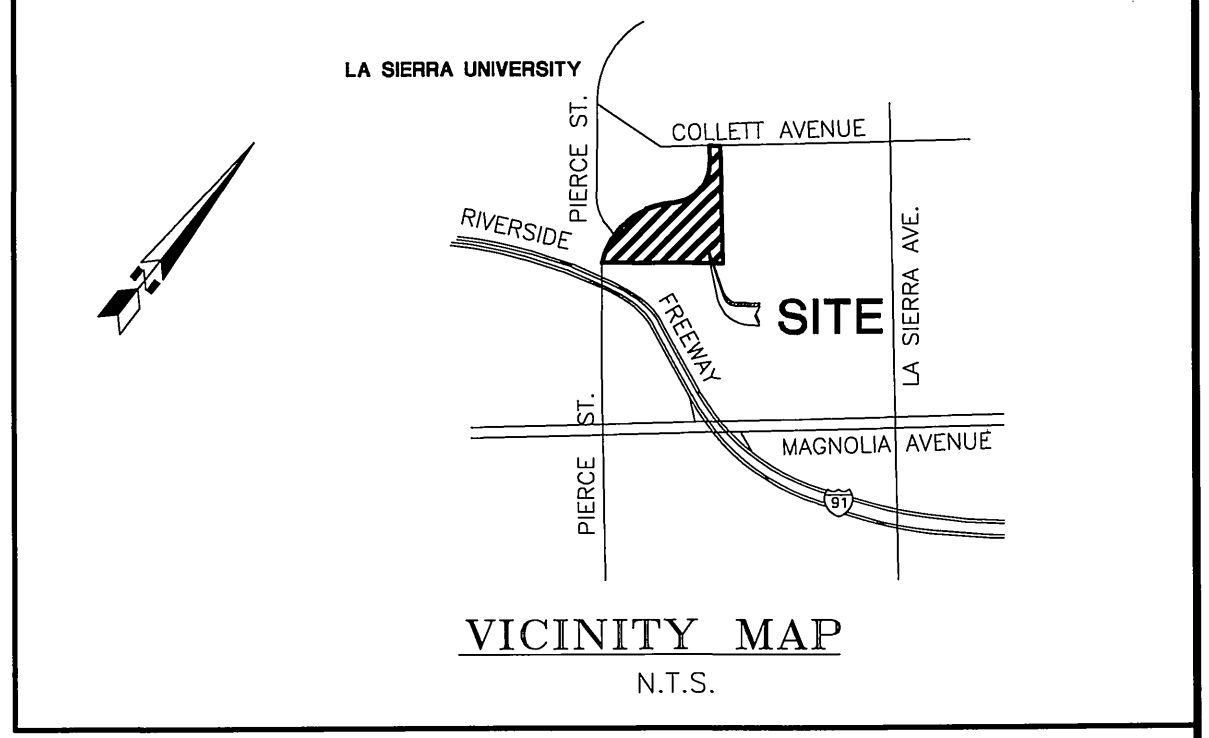 LA SIERRA UNIVERSITY
PIERCE ST.
COLLETT AVENUE
RIVERSIDE
FREEWAY
SITE
LA SIERRA AVE.
PIERCE ST.
MAGNOLIA AVENUE
91
VICINITY MAP
N.T.S.